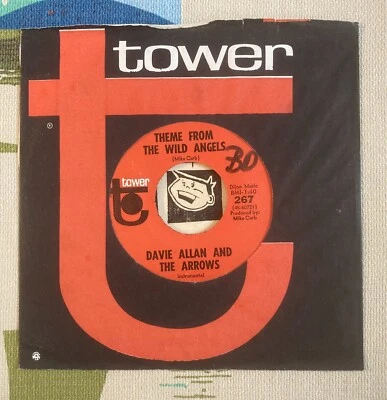 tower
THEME FROM
THE WILD ANGELS
(Mike Curb)
BO
tower
Dijon Music
BMI-1:40
267
Produced by:
Mike Curb
DAVIE ALLAN AND
THE ARROWS
(Instrumental)